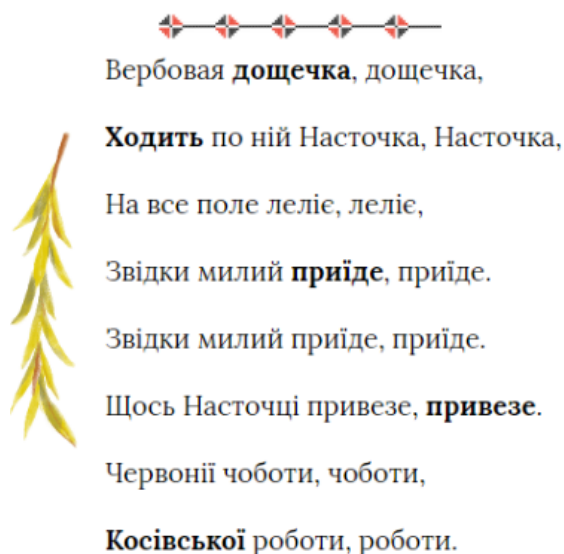 Вербовая дощечка, дощечка,
Ходить по ній Насточка, Насточка,
На все поле леліє, леліє,
Звідки милий приїде, приїде.
Звідки милий приїде, приїде.
Щось Насточці привезе, привезе.
Червонії чоботи, чоботи,
Косівської роботи, роботи.